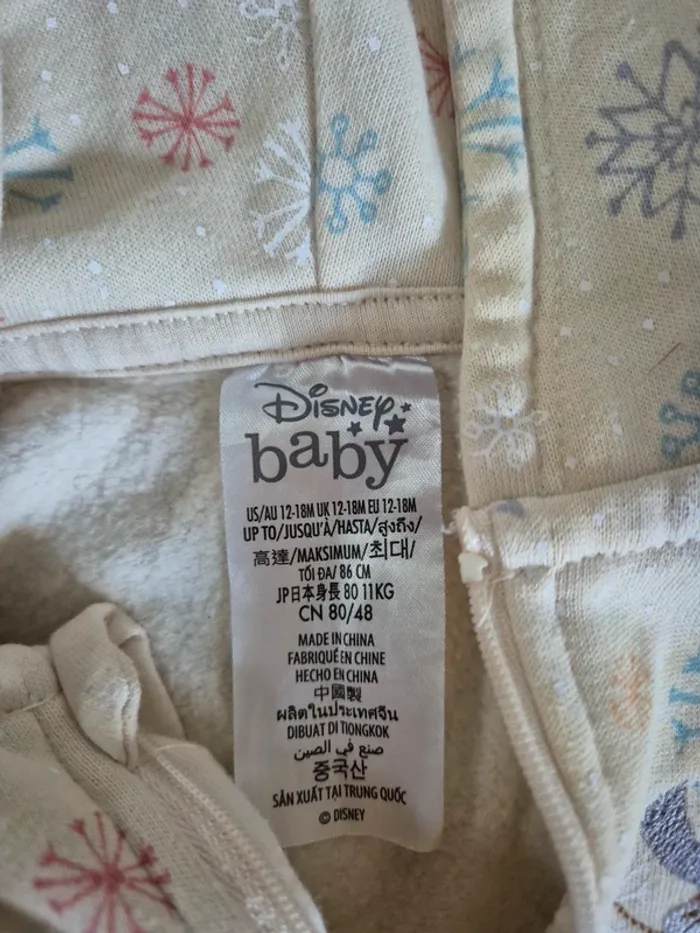 Disney
baby
US/AU 12-18M UK 12-18M EU 12-18M
UP TO/JUSQU'À/HASTA/สูงถึง/
高達/MAKSIMUM/최대/
TỐI ĐA/ 86 CM
JP日本身長 80 11KG
CN 80/48
MADE IN CHINA
FABRIQUÉ EN CHINE
HECHO EN CHINA
中國製
ผลิตในประเทศจีน
DIBUAT DI TIONGKOK
صنع في الصين
중국산
SẢN XUẤT TẠI TRUNG QUỐC
© DISNEY